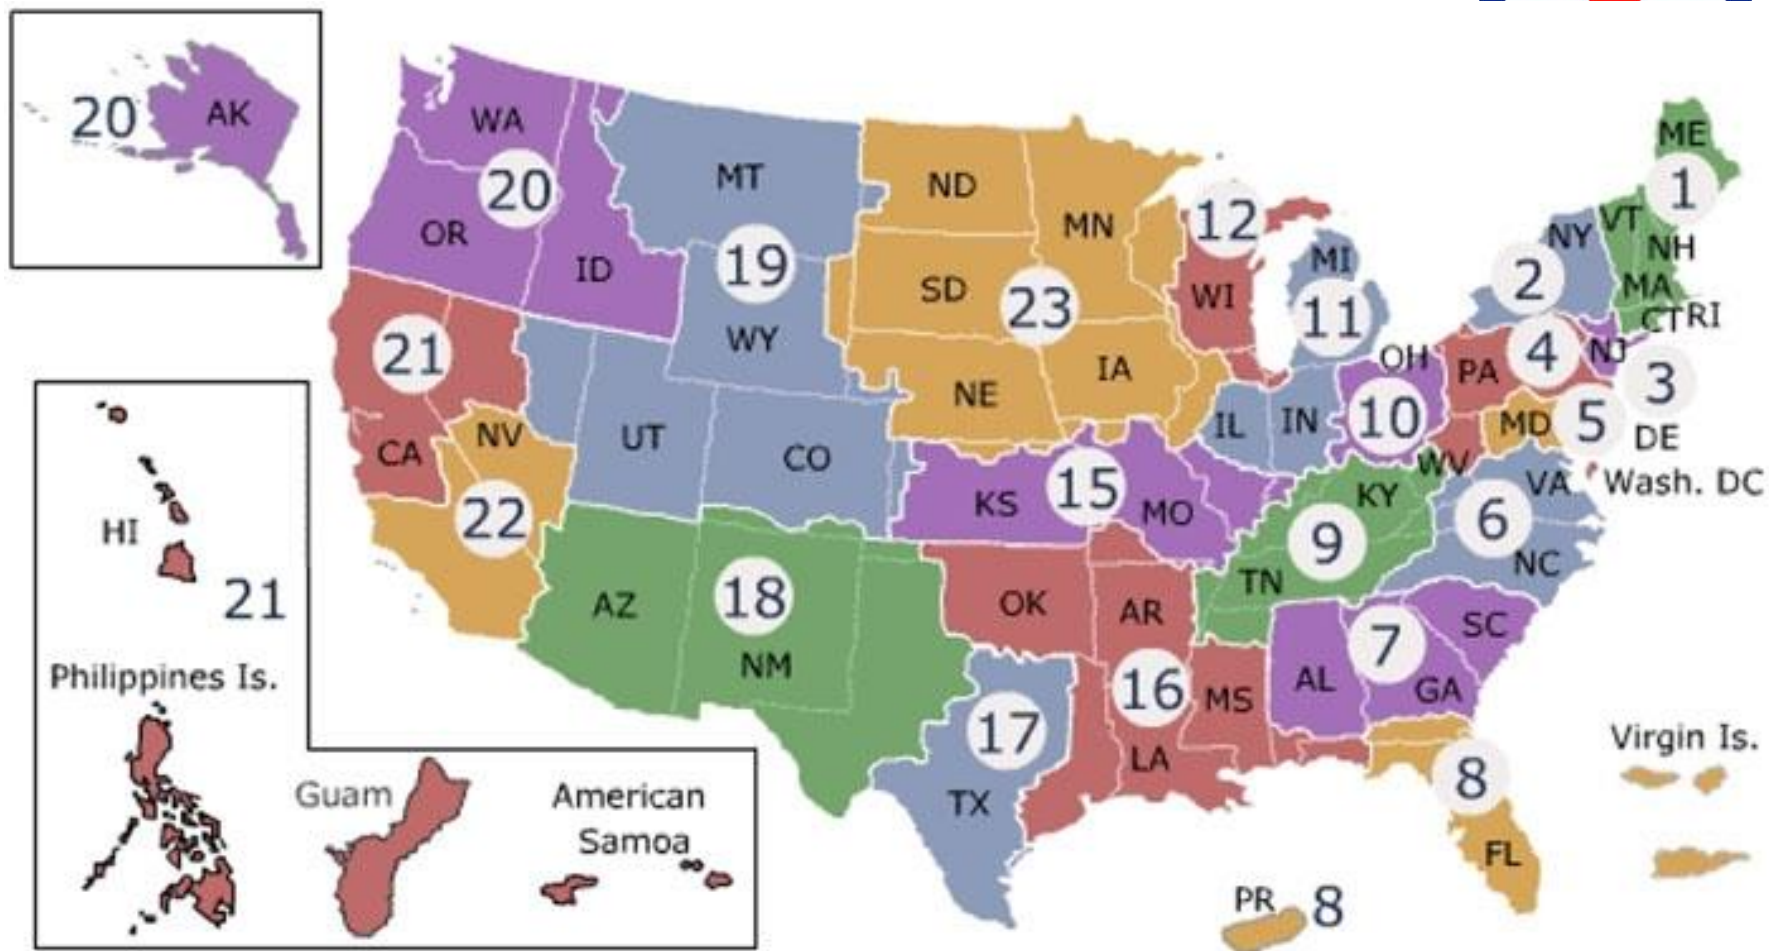 20
AK
WA
20
OR
ID
MT
19
WY
ND
MN
SD
23
NE
IA
12
WI
MI
11
ME
1
VT
NH
NY
2
MA
CT
RI
4
NJ
PA
3
OH
10
MD
5
DE
Wash. DC
WV
VA
6
NC
IL
IN
KY
9
TN
21
CA
NV
22
UT
CO
KS
15
MO
AZ
18
NM
OK
AR
16
MS
LA
17
TX
7
SC
AL
GA
8
FL
HI
21
Philippines Is.
Guam
American
Samoa
Virgin Is.
PR
8